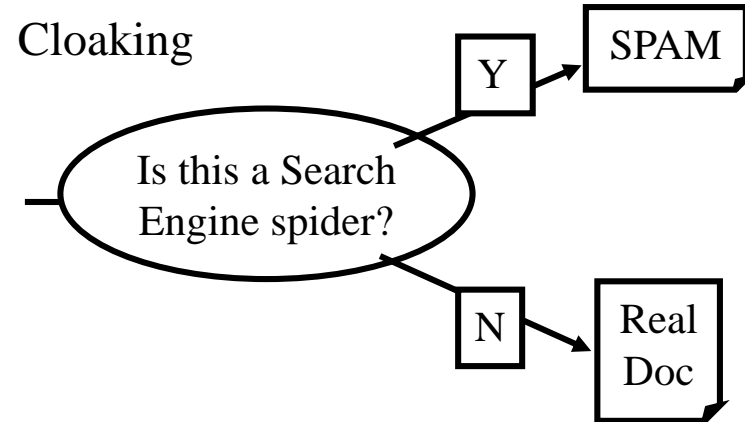 Cloaking
Y
SPAM
Is this a Search
Engine spider?
N
Real
Doc